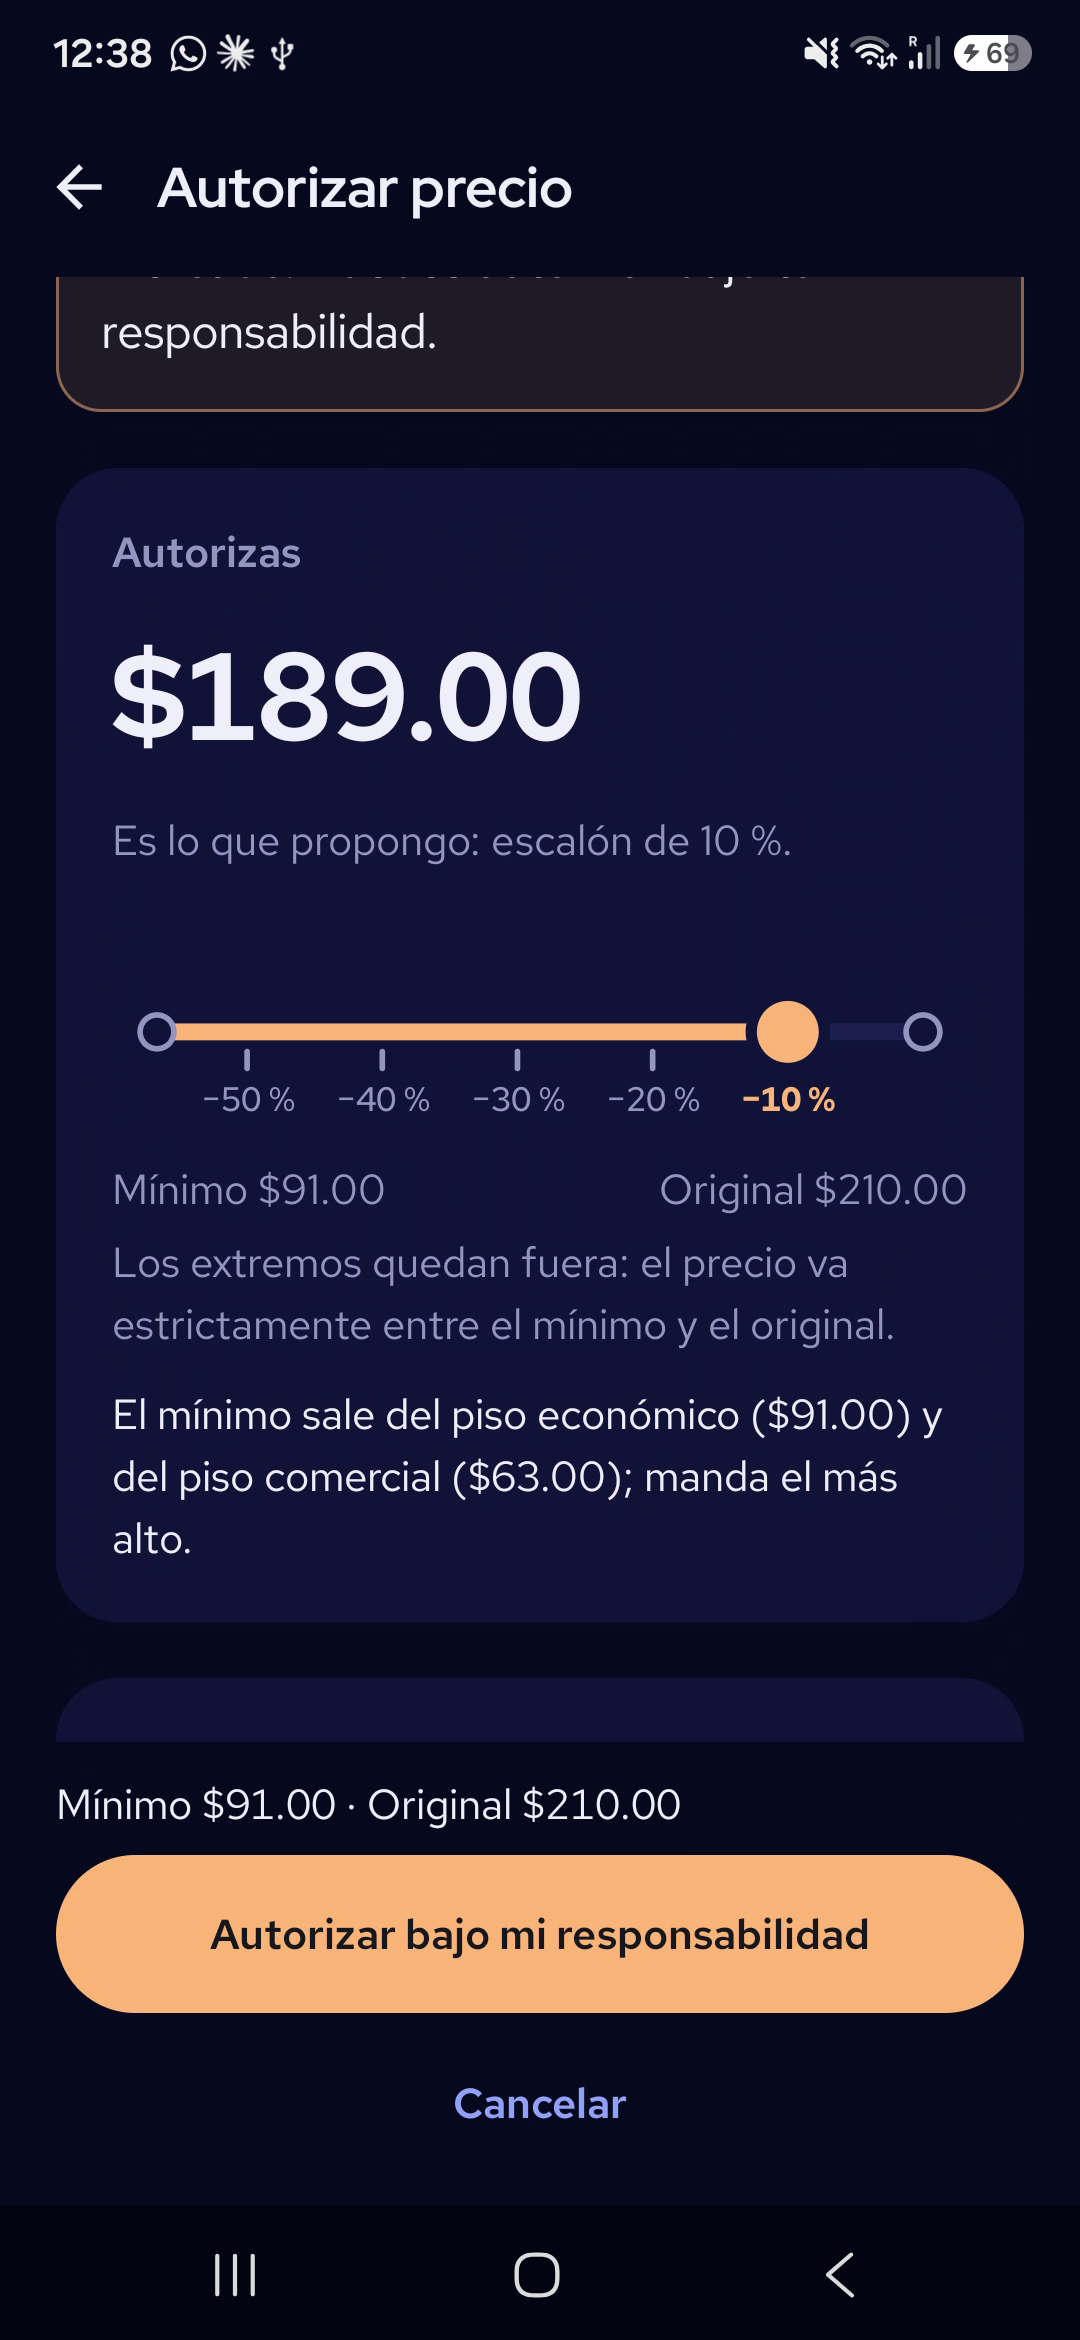 12:38
R
69
Autorizar precio
responsabilidad.
Autorizas
$189.00
Es lo que propongo: escalón de 10 %.
−50 % −40 % −30 % −20 % −10 %
Mínimo $91.00 Original $210.00
Los extremos quedan fuera: el precio va
estrictamente entre el mínimo y el original.
El mínimo sale del piso económico ($91.00) y
del piso comercial ($63.00); manda el más
alto.
Mínimo $91.00 · Original $210.00
Autorizar bajo mi responsabilidad
Cancelar